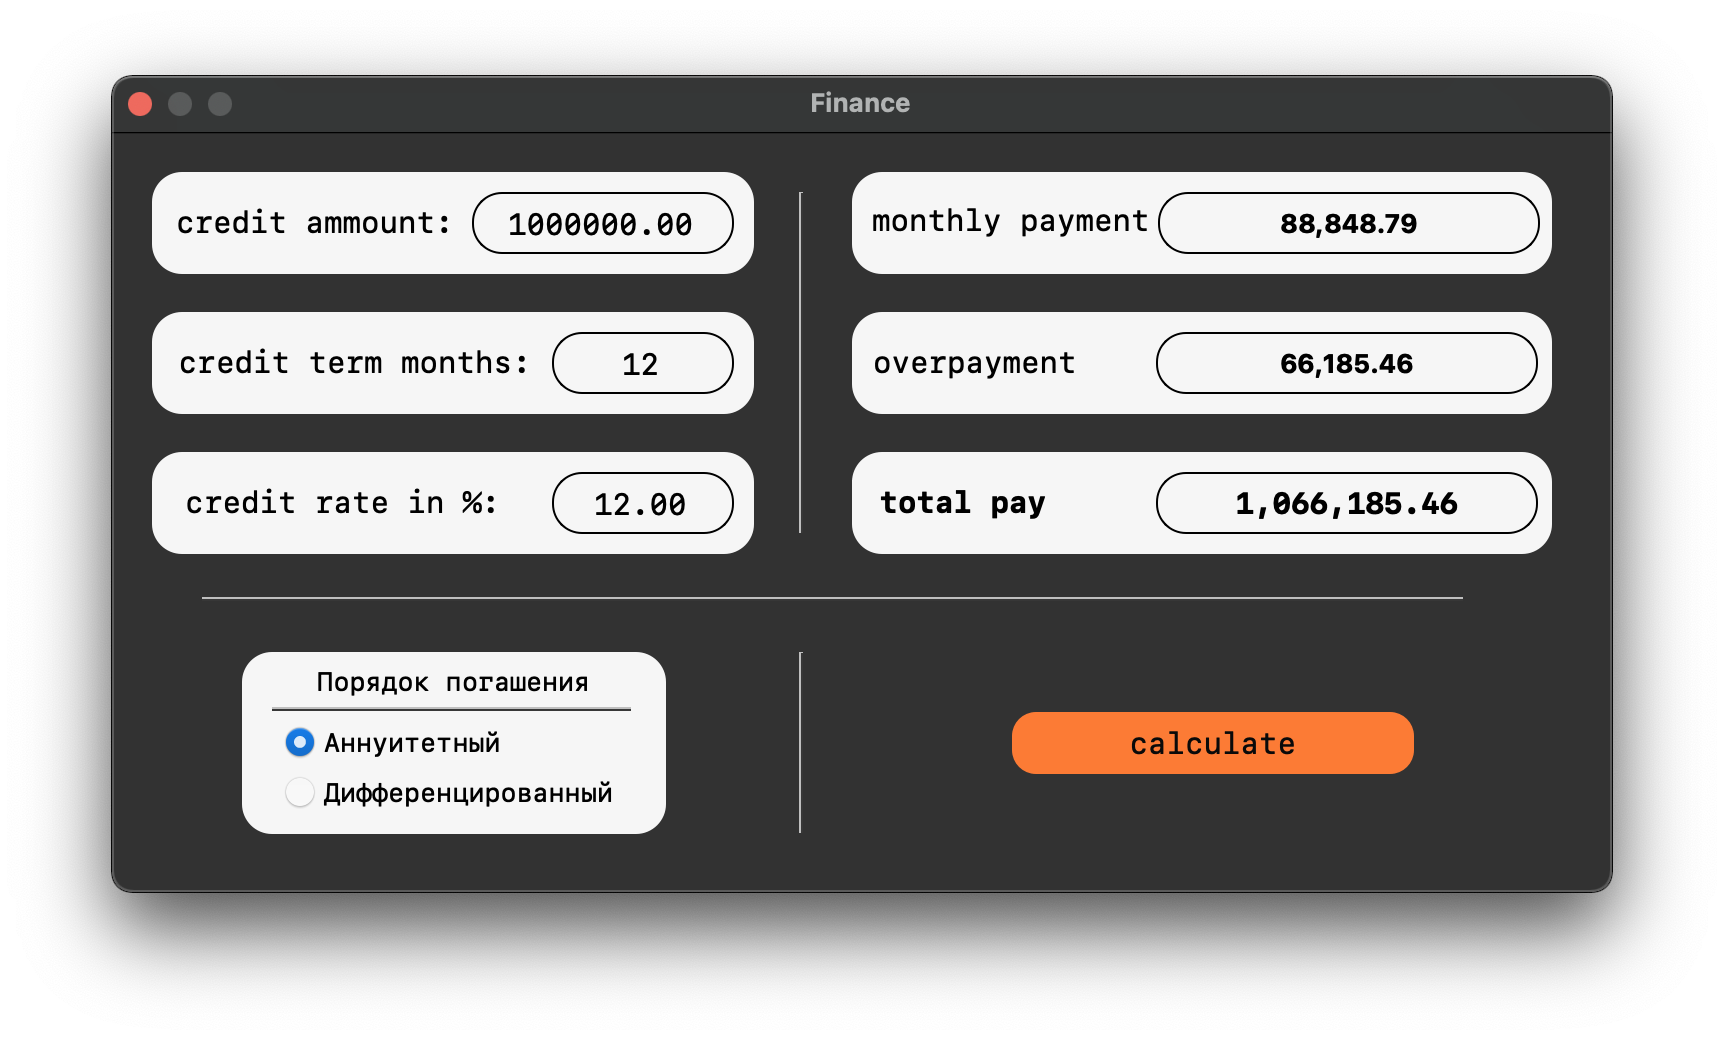 Finance
credit ammount: 1000000.00
monthly payment 88,848.79
credit term months: 12
overpayment 66,185.46
credit rate in %: 12.00
total pay 1,066,185.46
Порядок погашения
Аннуитетный
Дифференцированный
calculate